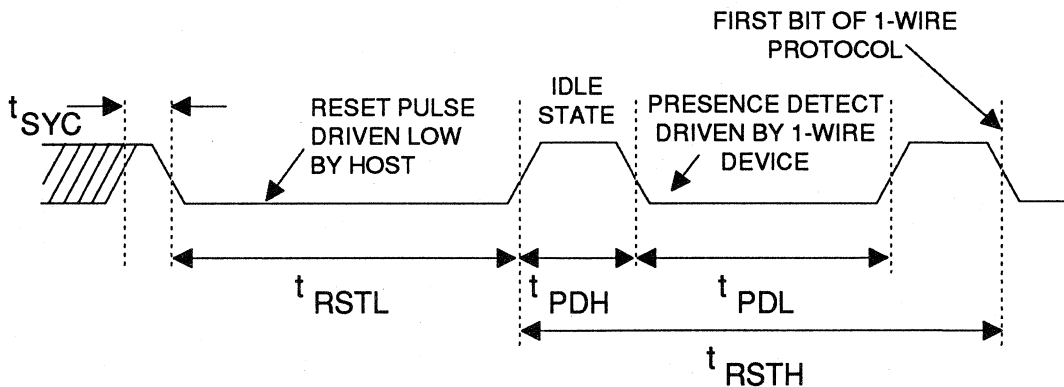 FIRST BIT OF 1-WIRE
PROTOCOL
IDLE
STATE
tSYC
RESET PULSE
DRIVEN LOW
BY HOST
PRESENCE DETECT
DRIVEN BY 1-WIRE
DEVICE
tRSTL
tPDH
tPDL
tRSTH